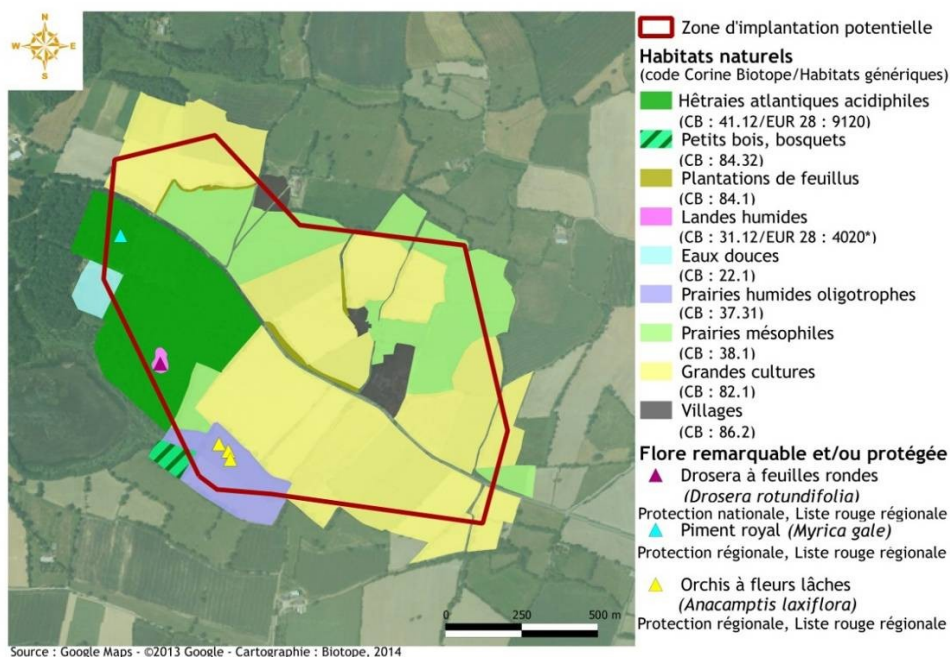 N
W E
S
Zone d'implantation potentielle
Habitats naturels
(code Corine Biotope/Habitats génériques)
Hêtraies atlantiques acidiphiles
(CB : 41.12/EUR 28 : 9120)
Petits bois, bosquets
(CB : 84.32)
Plantations de feuillus
(CB : 84.1)
Landes humides
(CB : 31.12/EUR 28 : 4020*)
Eaux douces
(CB : 22.1)
Prairies humides oligotrophes
(CB : 37.31)
Prairies mésophiles
(CB : 38.1)
Grandes cultures
(CB : 82.1)
Villages
(CB : 86.2)
Flore remarquable et/ou protégée
Drosera à feuilles rondes
(Drosera rotundifolia)
Protection nationale, Liste rouge régionale
Piment royal (Myrica gale)
Protection régionale, Liste rouge régionale
Orchis à fleurs lâches
(Anacamptis laxiflora)
Protection régionale, Liste rouge régionale
0 250 500 m
Source : Google Maps - ©2013 Google - Cartographie : Biotope, 2014